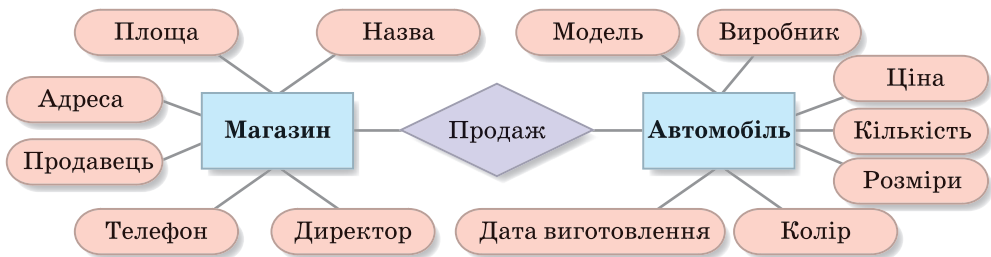 Площа
Назва
Модель
Виробник
Адреса
Ціна
Магазин
Продаж
Автомобіль
Кількість
Продавець
Розміри
Телефон
Директор
Дата виготовлення
Колір